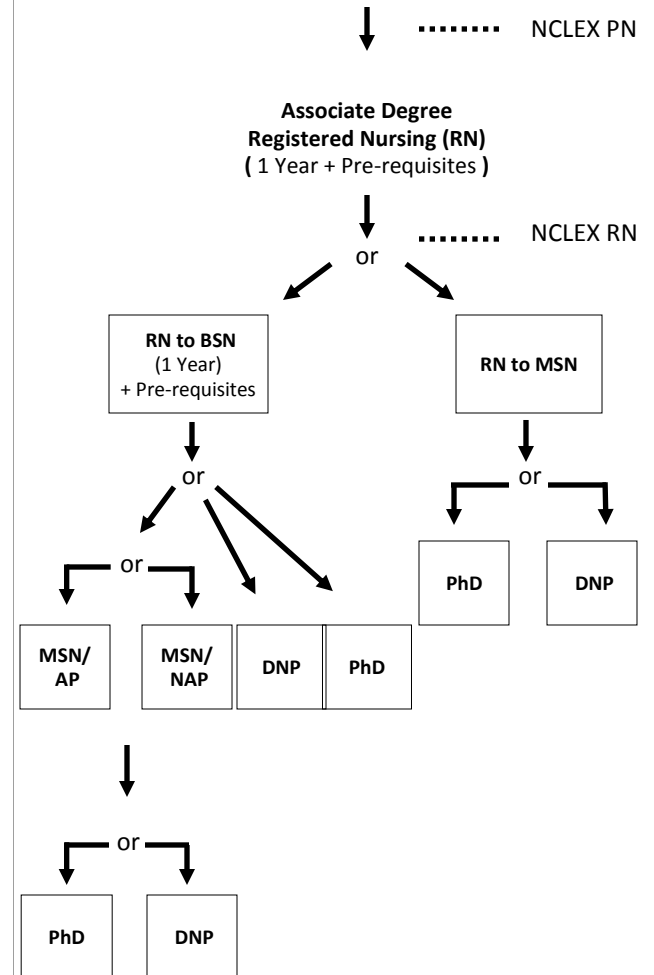 NCLEX PN
Associate Degree
Registered Nursing (RN)
( 1 Year + Pre-requisites )
NCLEX RN
or
RN to BSN
(1 Year)
+ Pre-requisites
RN to MSN
or
or
or
PhD
DNP
MSN/
AP
MSN/
NAP
DNP
PhD
or
PhD
DNP